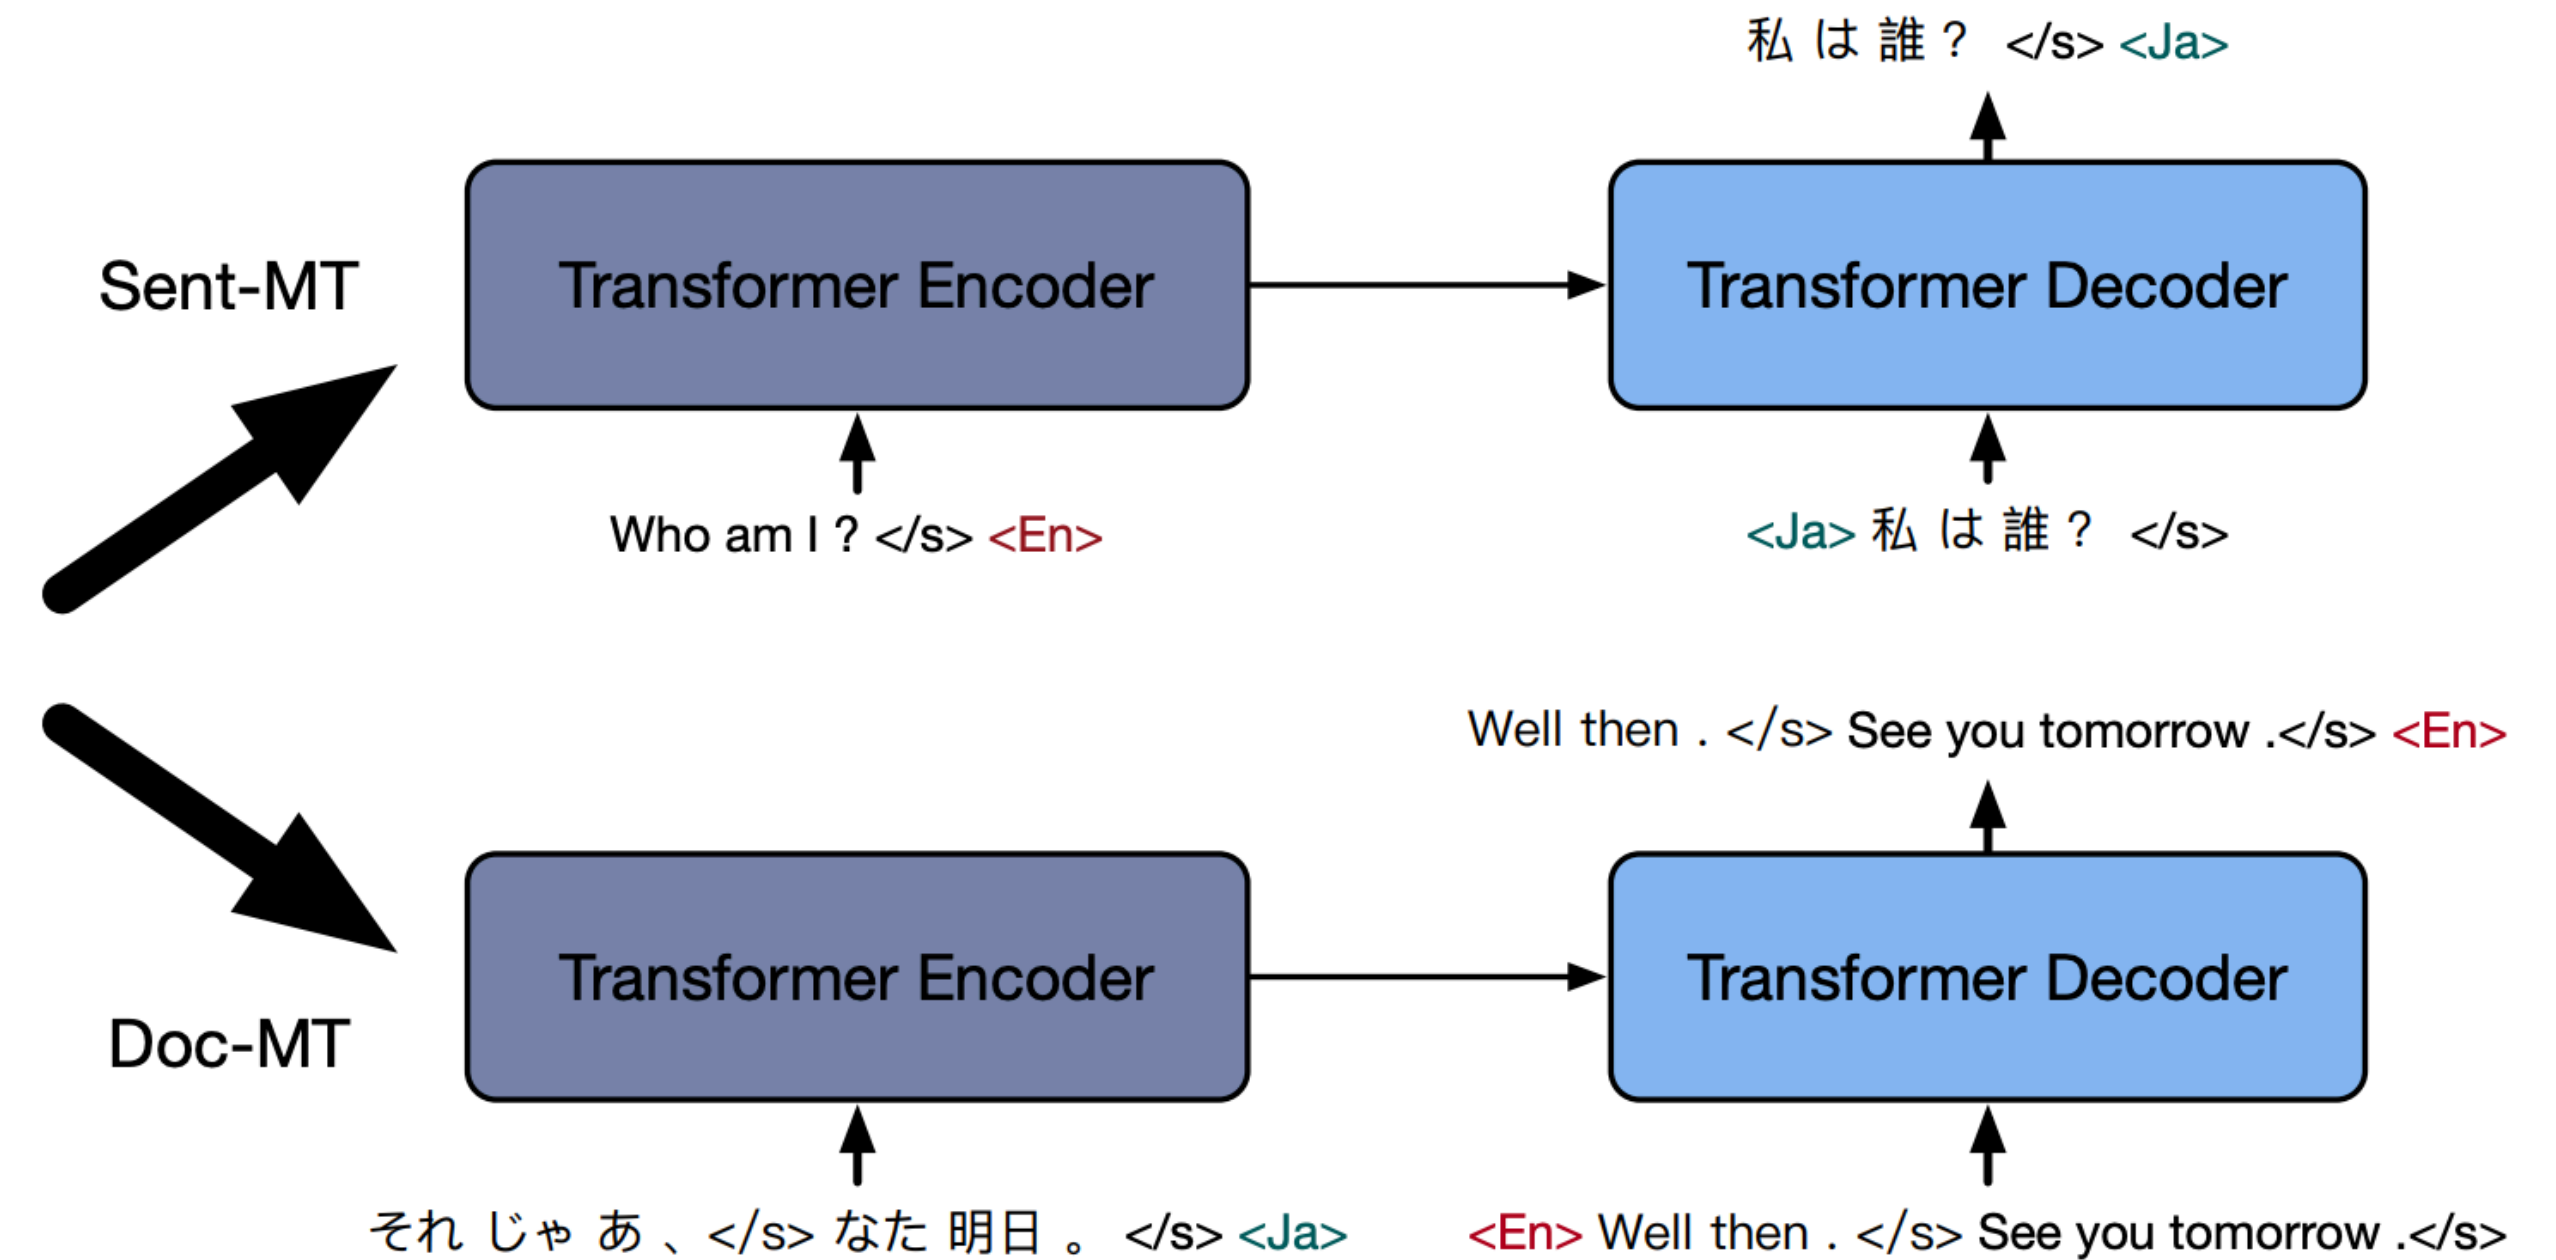 私 は 誰 ? </s> <Ja>
Sent-MT
Transformer Encoder
Transformer Decoder
Who am I ? </s> <En>
<Ja> 私 は 誰 ? </s>
Well then . </s> See you tomorrow .</s> <En>
Doc-MT
Transformer Encoder
Transformer Decoder
それ じゃ あ 、</s> なた 明日 。 </s> <Ja>
<En> Well then . </s> See you tomorrow .</s>